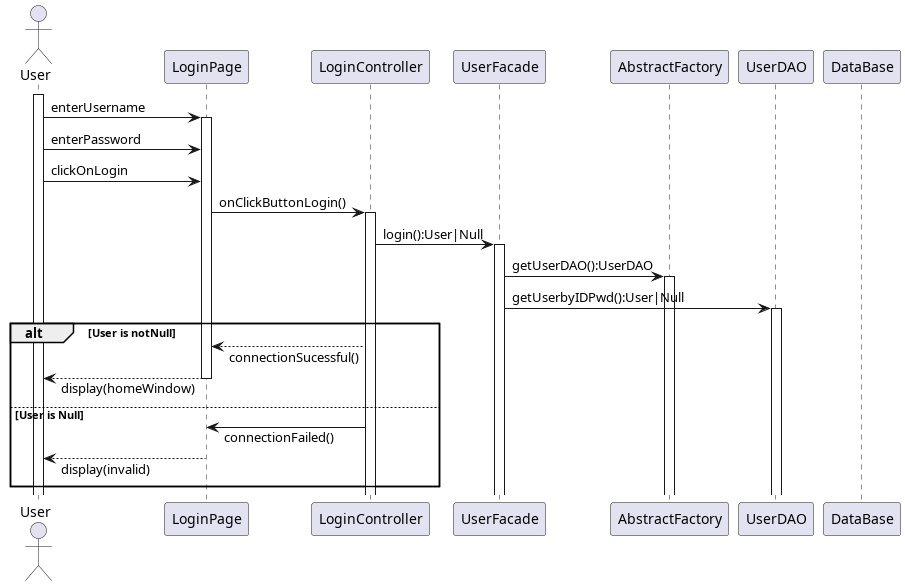 User
LoginPage
LoginController
UserFacade
AbstractFactory
UserDAO
DataBase
enterUsername
enterPassword
clickOnLogin
onClickButtonLogin()
login():User|Null
getUserDAO():UserDAO
getUserbyIDPwd():User|Null
alt
[User is notNull]
connectionSucessful()
display(homeWindow)
[User is Null]
connectionFailed()
display(invalid)
User
LoginPage
LoginController
UserFacade
AbstractFactory
UserDAO
DataBase